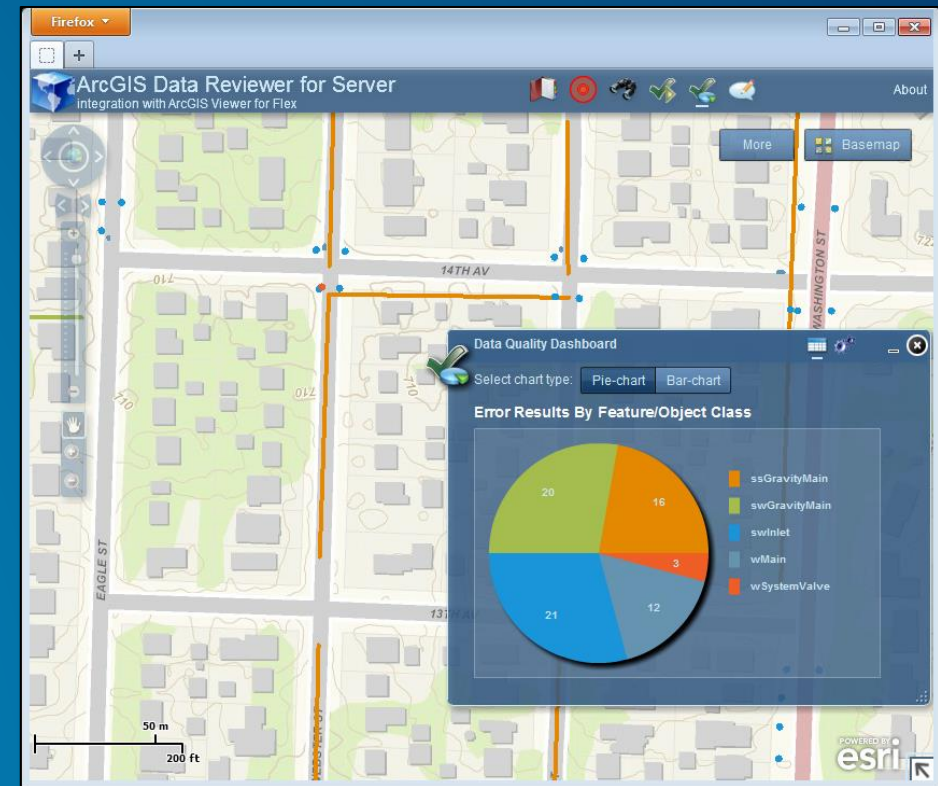 Firefox
ArcGIS Data Reviewer for Server
integration with ArcGIS Viewer for Flex
About
More
Basemap
14TH AV
WASHINGTON ST
710
722
Data Quality Dashboard
Select chart type: Pie-chart Bar-chart
Error Results By Feature/Object Class
20
16
3
12
21
ssGravityMain
swGravityMain
swInlet
wMain
wSystemValve
710
710
710
EAGLE ST
50 m
200 ft
POWERED BY
esri